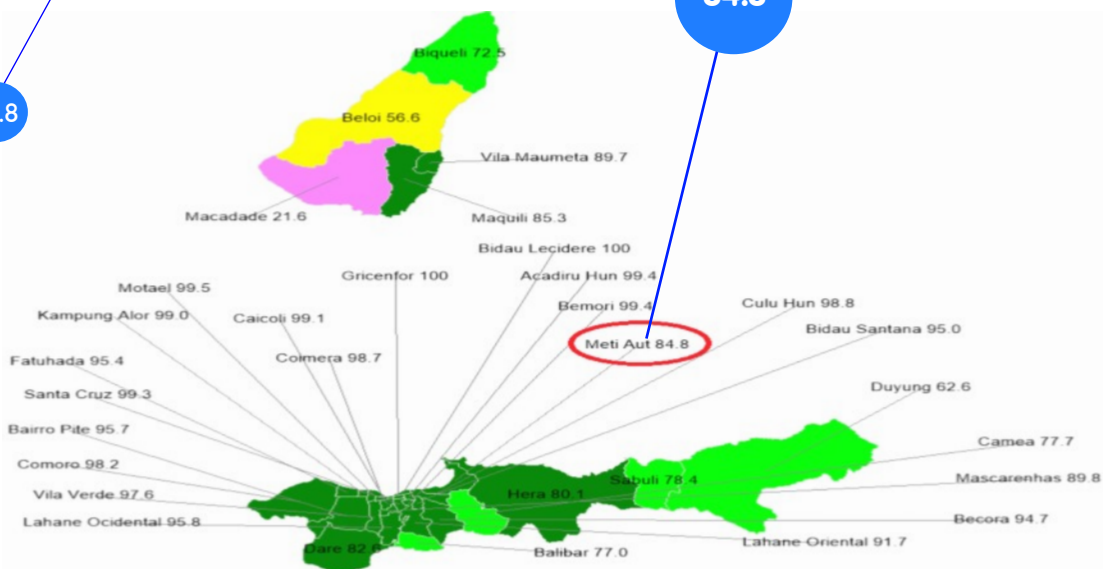 Biqueli 72.5
.8
Beloi 56.6
Vila Maumeta 89.7
Macadade 21.6
Maquili 85.3
Bidau Lecidere 100
Gricenfor 100
Acadiru Hun 99.4
Motael 99.5
Bemori 99.4
Culu Hun 98.8
Kampung Alor 99.0
Caicoli 99.1
Bidau Santana 95.0
Meti Aut 84.8
Coimera 98.7
Fatuhada 95.4
Duyung 62.6
Santa Cruz 99.3
Bairro Pite 95.7
Camea 77.7
Comoro 98.2
Sabuli 78.4
Mascarenhas 89.8
Vila Verde 97.6
Hera 80.1
Lahane Ocidental 95.8
Becora 94.7
Lahane Oriental 91.7
Dare 82.6
Balibar 77.0